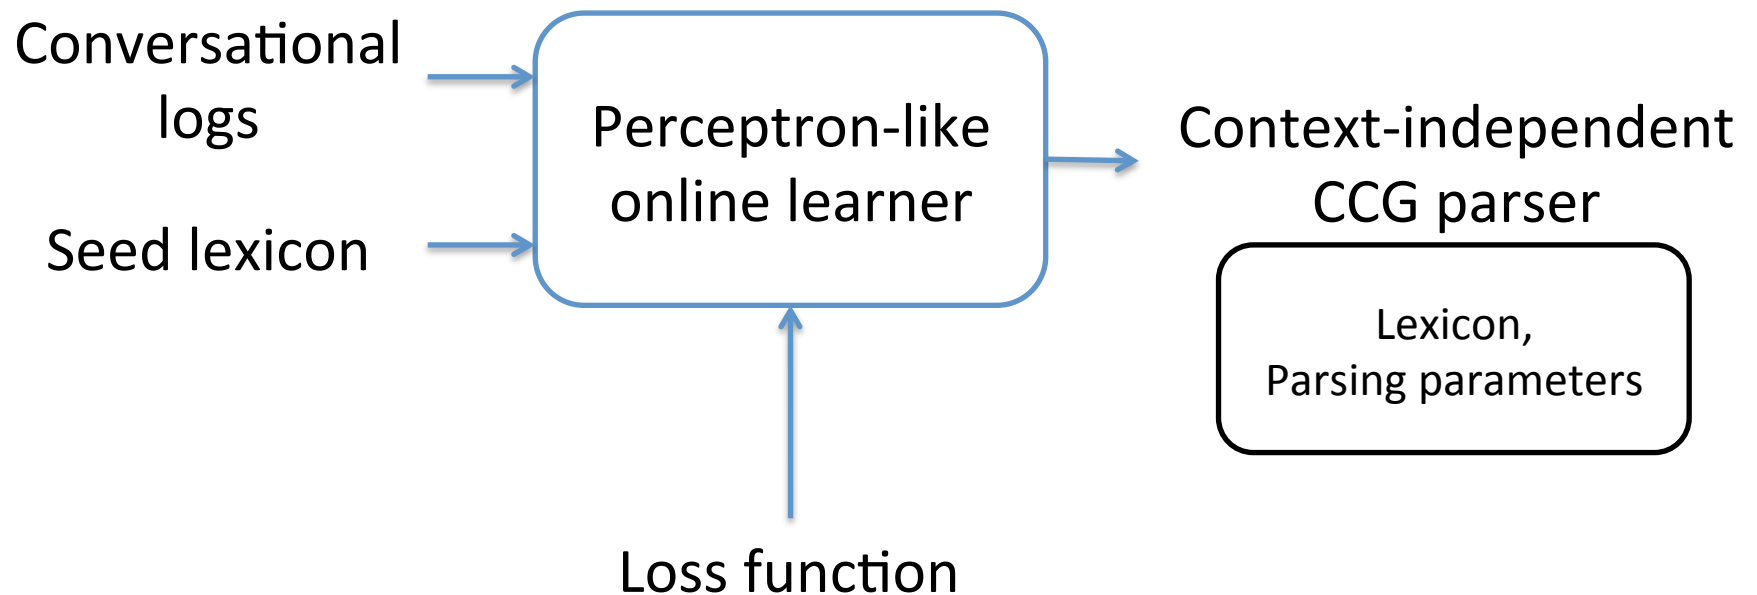 Conversational
logs
Seed lexicon
Perceptron-like
online learner
Loss function
Context-independent
CCG parser
Lexicon,
Parsing parameters